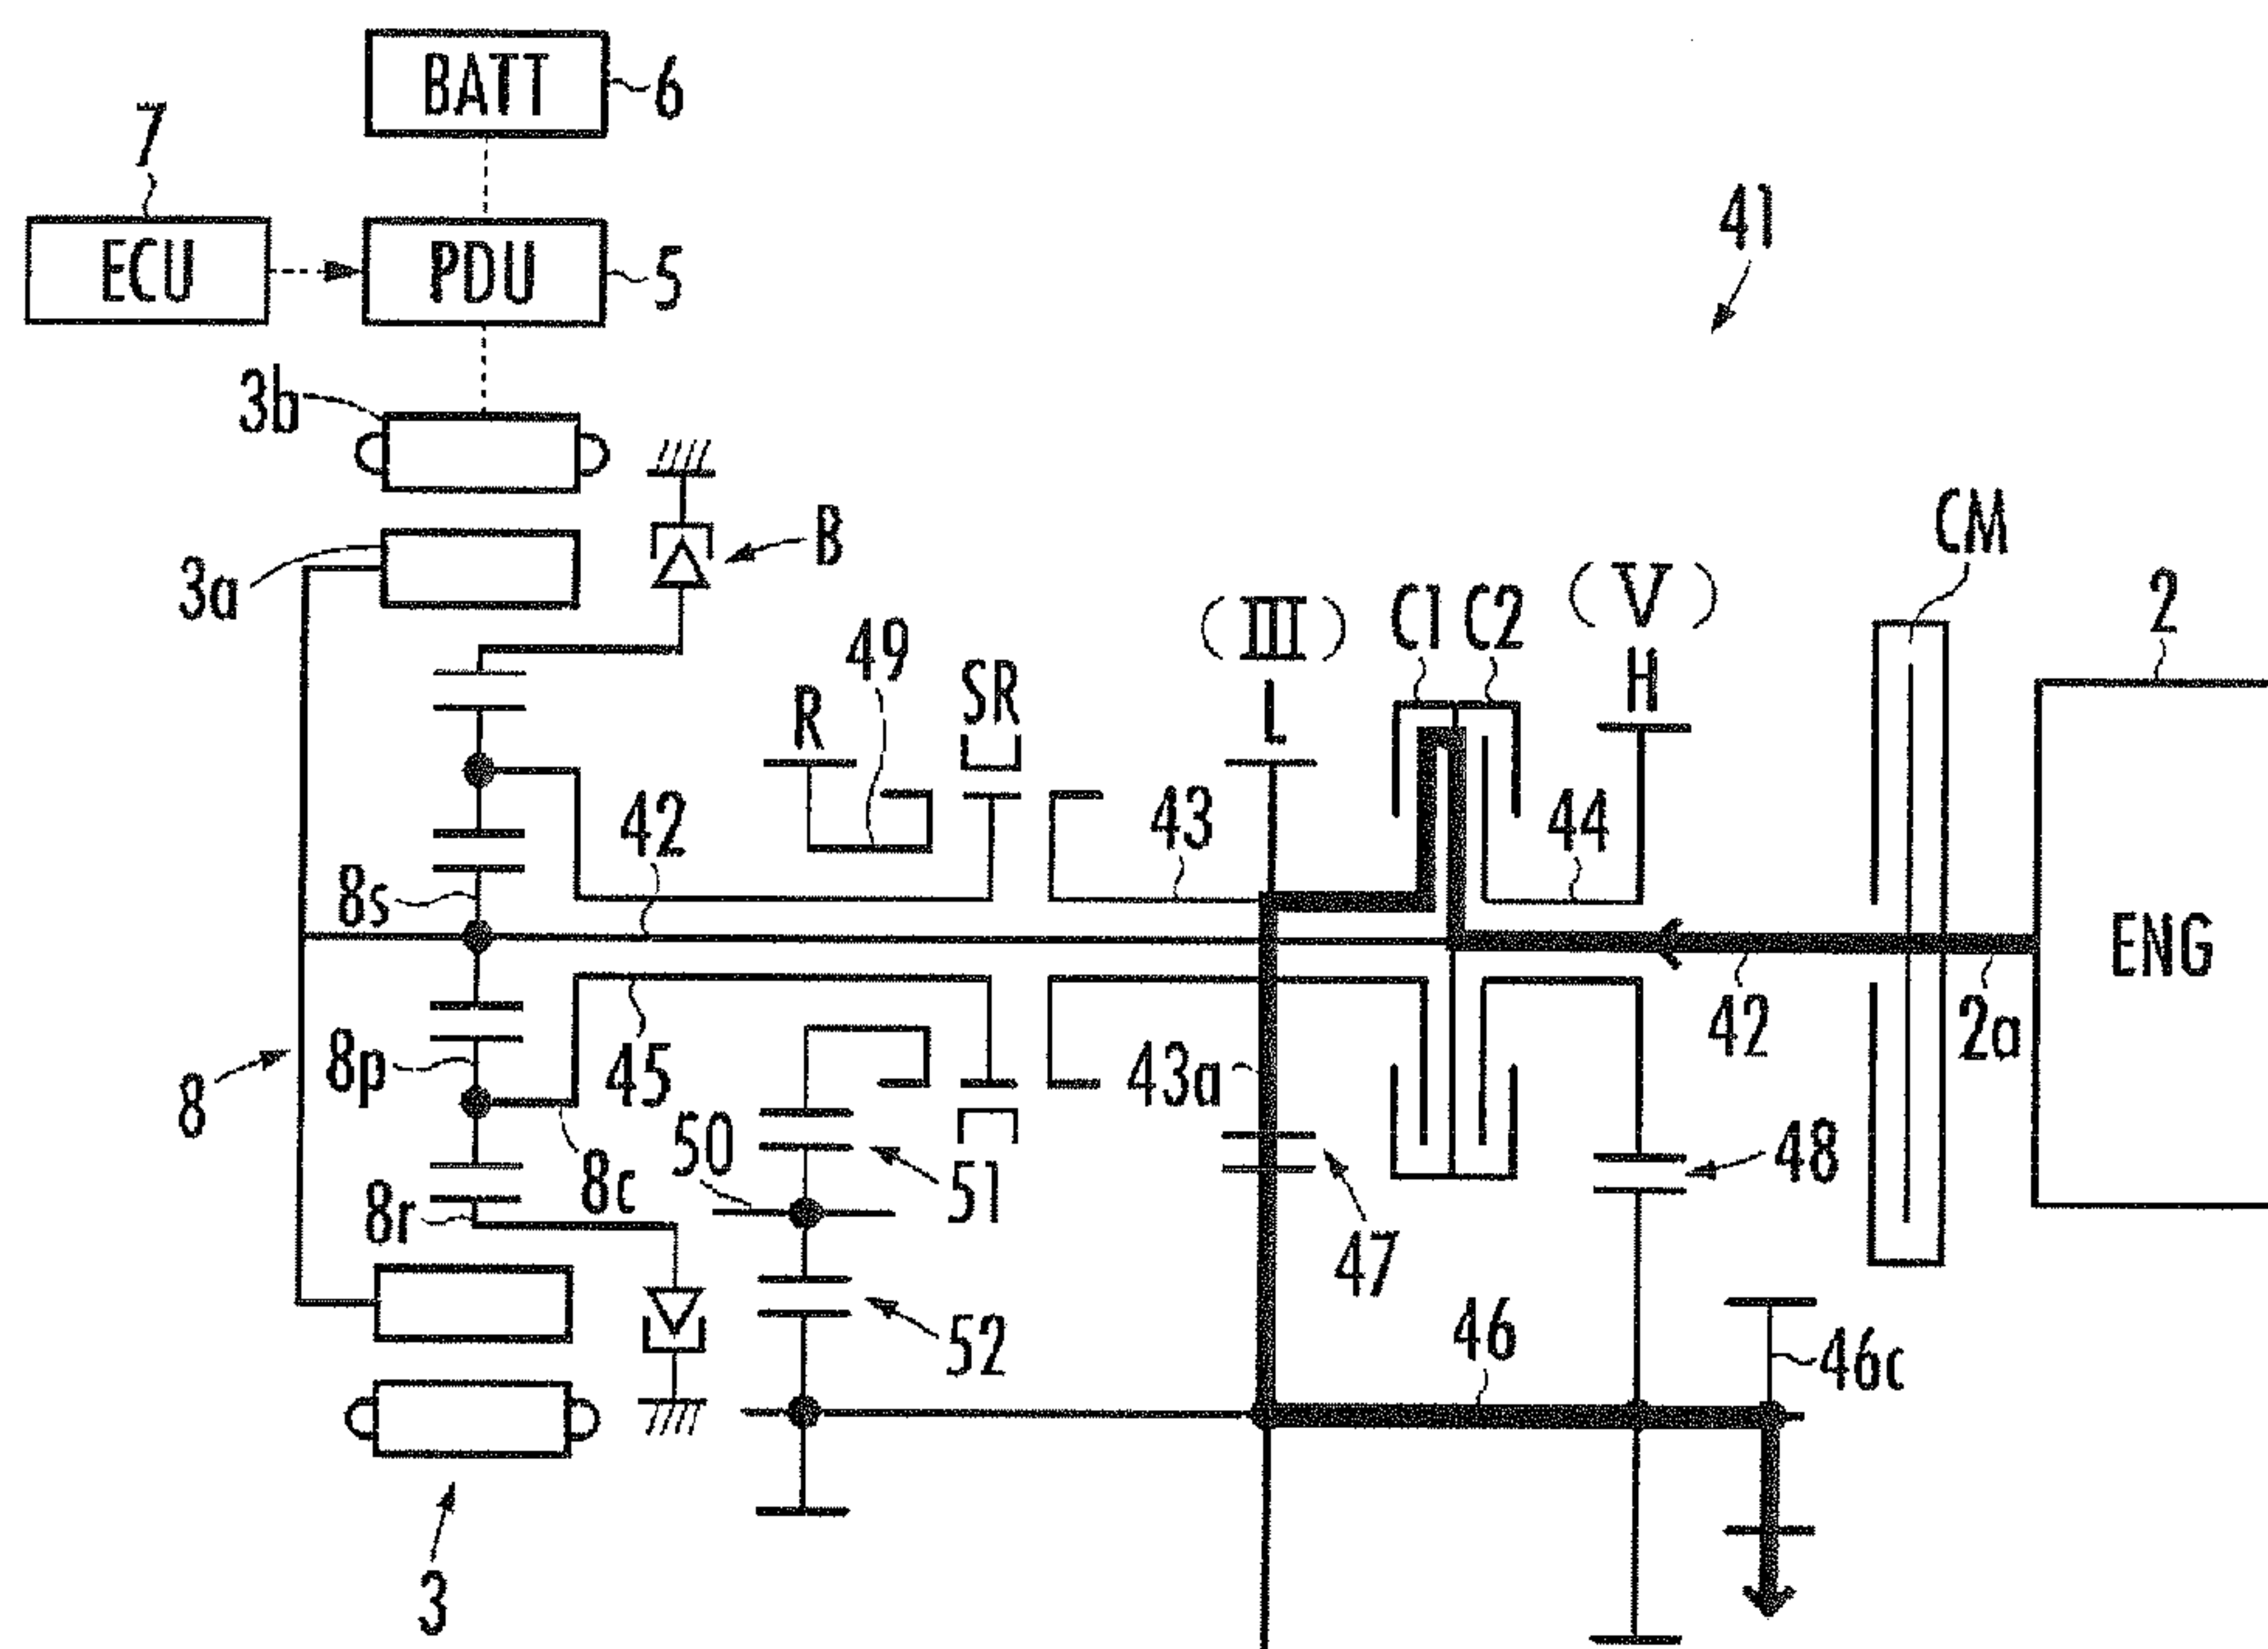 BATT
6
7
ECU
PDU
5
41
3b
3a
B
CM
2
(III)
C1
C2
(V)
49
R
SR
L
H
42
43
44
8s
ENG
42
2a
8
8p
45
43a
50
8c
51
48
8r
47
52
46
46c
3